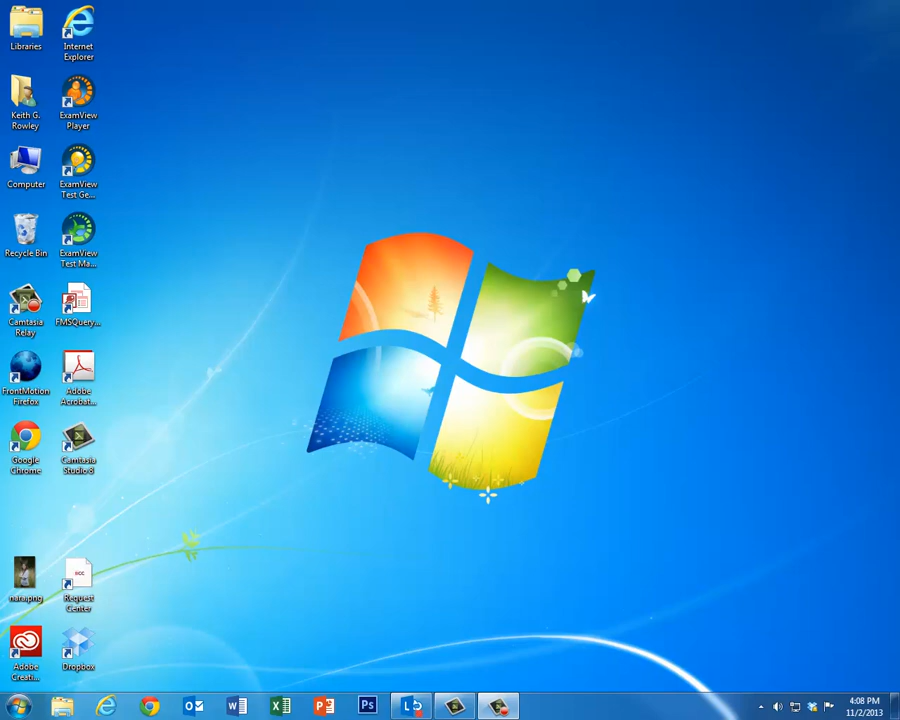 Libraries
Internet
Explorer
Keith G.
Rowley
ExamView
Player
Computer
ExamView
Test Ge...
Recycle Bin
ExamView
Test Ma...
Camtasia
Relay
FMSQuery...
FrontMotion
Firefox
Adobe
Acrobat...
Google
Chrome
Camtasia
Studio 8
nara.png
Request
Center
Adobe
Creati...
Dropbox
4:08 PM
11/2/2013